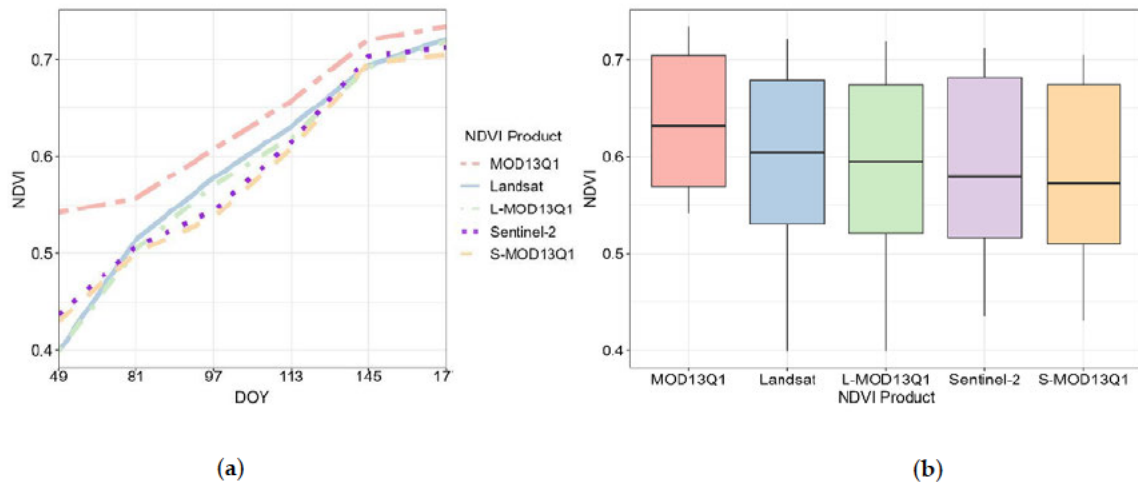 0.7
0.6
0.5
0.4
NDVI
49
81
97
113
145
17
DOY
NDVI Product
MOD13Q1
Landsat
L-MOD13Q1
Sentinel-2
S-MOD13Q1
(a)
0.7
0.6
0.5
0.4
NDVI
MOD13Q1 Landsat L-MOD13Q1 Sentinel-2 S-MOD13Q1
NDVI Product
(b)